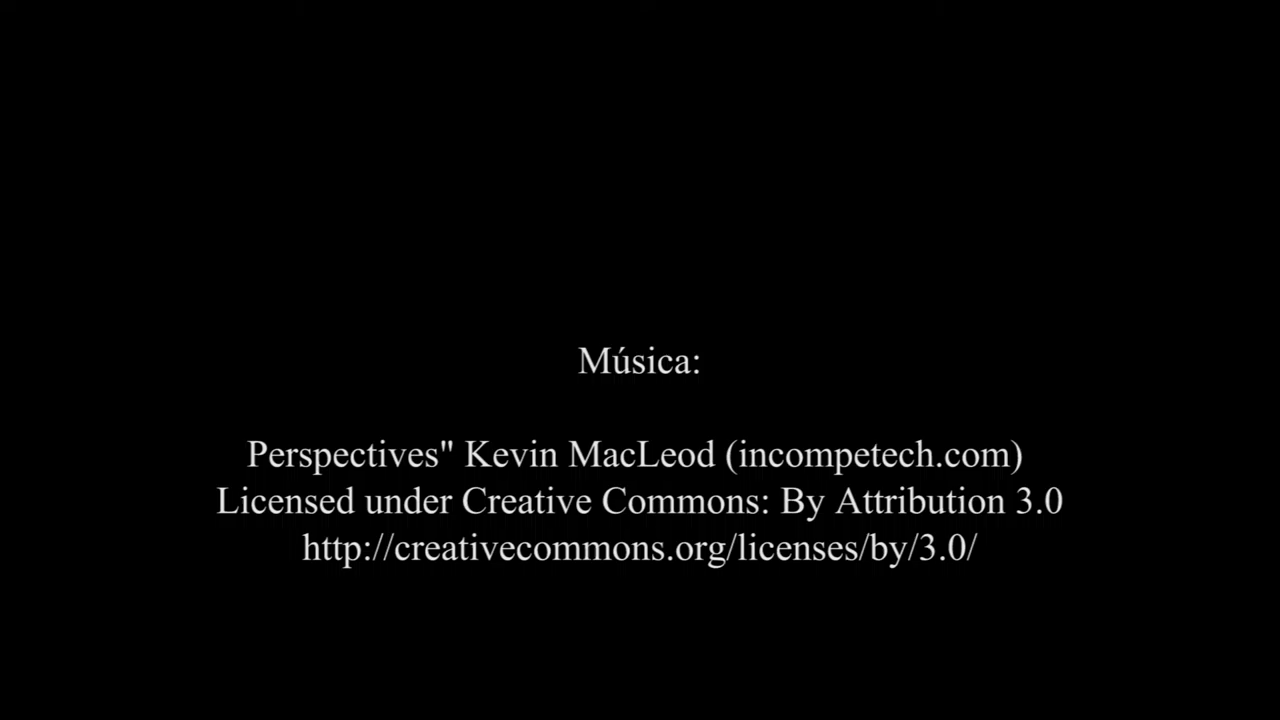 Música:
Perspectives" Kevin MacLeod (incompetech.com)
Licensed under Creative Commons: By Attribution 3.0
http://creativecommons.org/licenses/by/3.0/